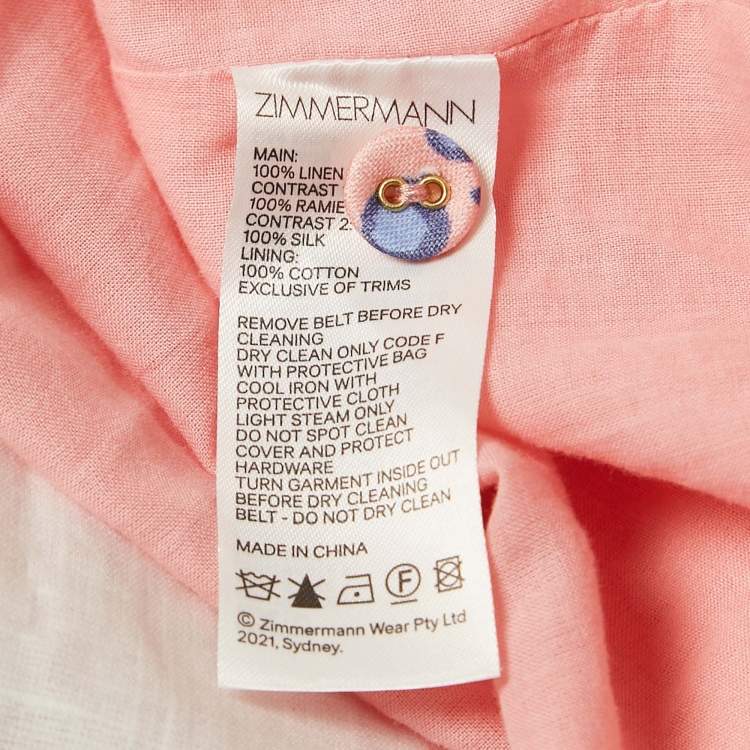 ZIMMERMANN
MAIN:
100% LINEN
CONTRAST
100% RAMIE
CONTRAST 2:
100% SILK
LINING:
100% COTTON
EXCLUSIVE OF TRIMS
REMOVE BELT BEFORE DRY
CLEANING
DRY CLEAN ONLY CODE F
WITH PROTECTIVE BAG
COOL IRON WITH
PROTECTIVE CLOTH
LIGHT STEAM ONLY
DO NOT SPOT CLEAN
COVER AND PROTECT
HARDWARE
TURN GARMENT INSIDE OUT
BEFORE DRY CLEANING
BELT - DO NOT DRY CLEAN
MADE IN CHINA
F
© Zimmermann Wear Pty Ltd
2021, Sydney.